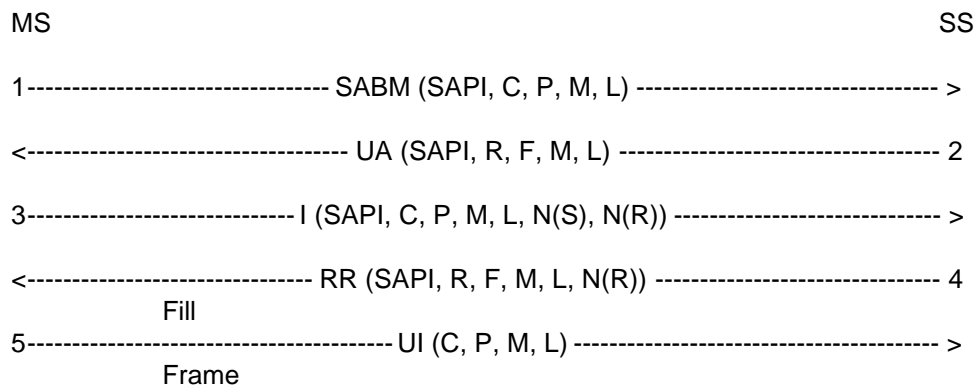 MS SS
1---------------------------------- SABM (SAPI, C, P, M, L) ---------------------------------- >
<------------------------------------ UA (SAPI, R, F, M, L) ------------------------------------ 2
3------------------------------ I (SAPI, C, P, M, L, N(S), N(R)) ------------------------------ >
<-------------------------------- RR (SAPI, R, F, M, L, N(R)) -------------------------------- 4
Fill
5----------------------------------------- UI (C, P, M, L) ----------------------------------------- >
Frame